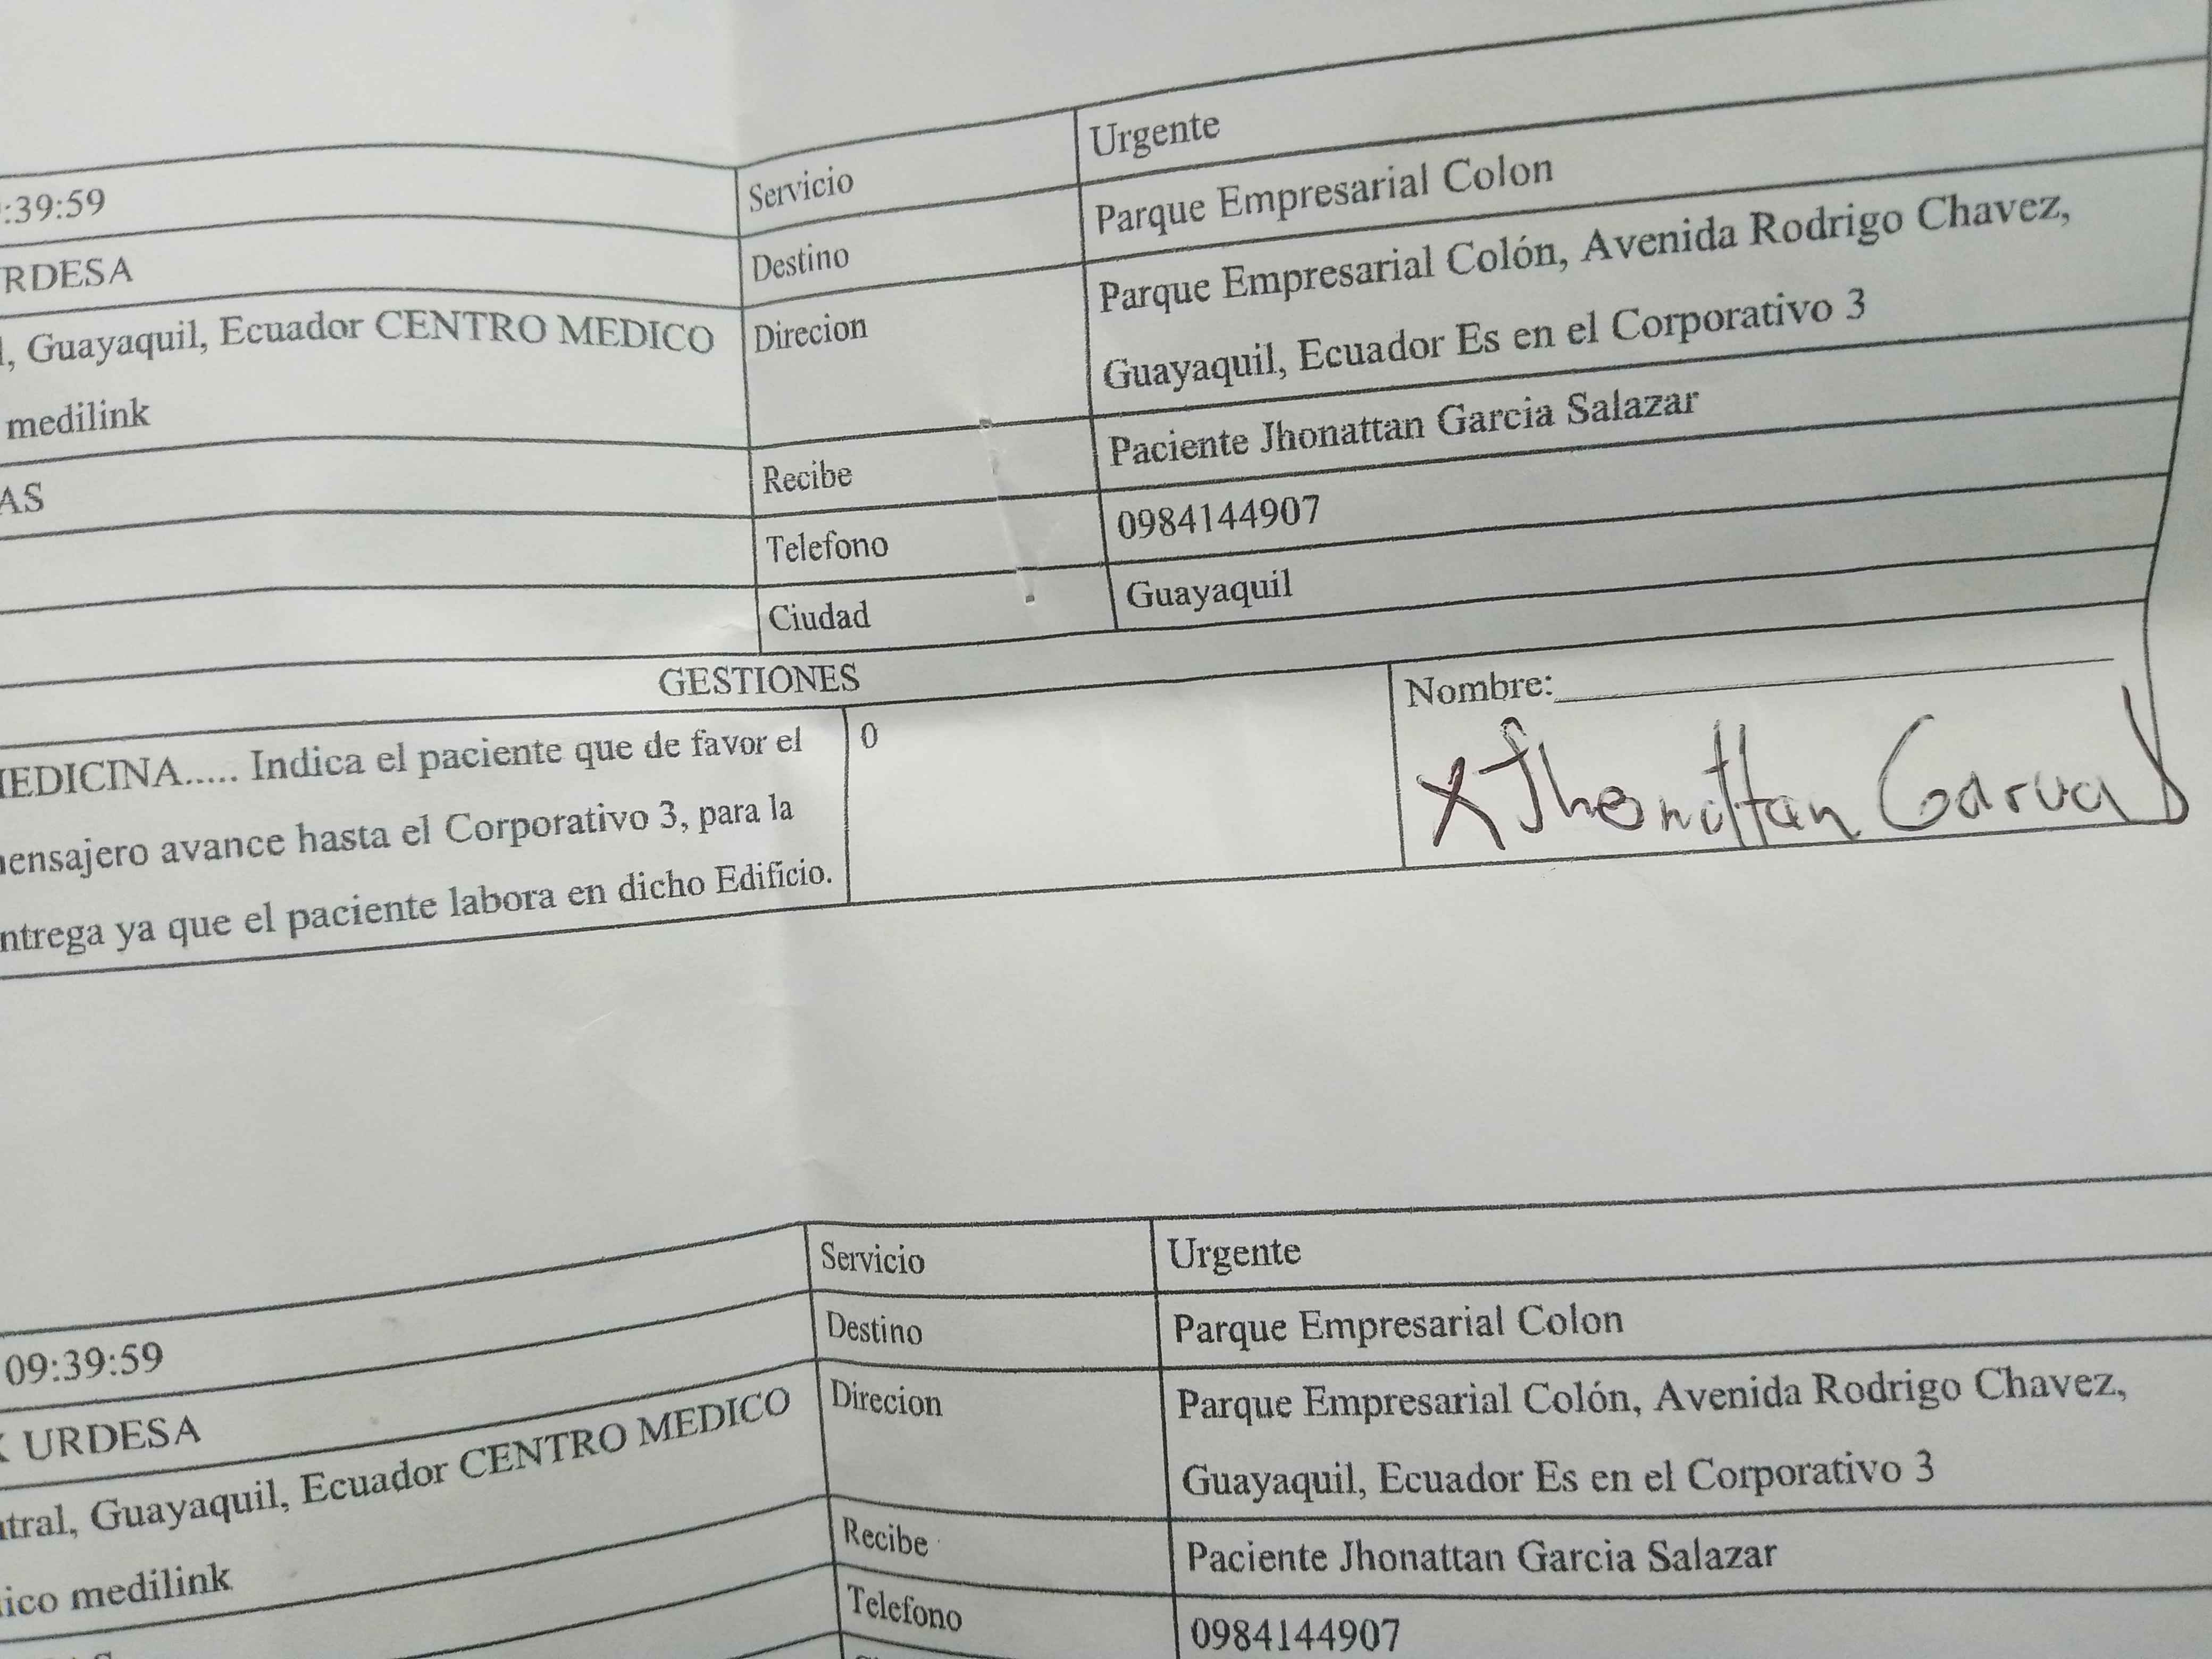 Servicio Urgente
:39:59 Destino Parque Empresarial Colon
RDESA Direcion Parque Empresarial Colón, Avenida Rodrigo Chavez,
, Guayaquil, Ecuador CENTRO MEDICO Guayaquil, Ecuador Es en el Corporativo 3
medilink
AS Recibe Paciente Jhonattan Garcia Salazar
Telefono 0984144907
Ciudad Guayaquil
GESTIONES
MEDICINA..... Indica el paciente que de favor el 0 Nombre:
mensajero avance hasta el Corporativo 3, para la X Jhonattan Garcia
ntrega ya que el paciente labora en dicho Edificio.
Servicio Urgente
09:39:59 Destino Parque Empresarial Colon
URDESA Direcion Parque Empresarial Colón, Avenida Rodrigo Chavez,
ntral, Guayaquil, Ecuador CENTRO MEDICO Guayaquil, Ecuador Es en el Corporativo 3
ico medilink Recibe Paciente Jhonattan Garcia Salazar
Telefono 0984144907